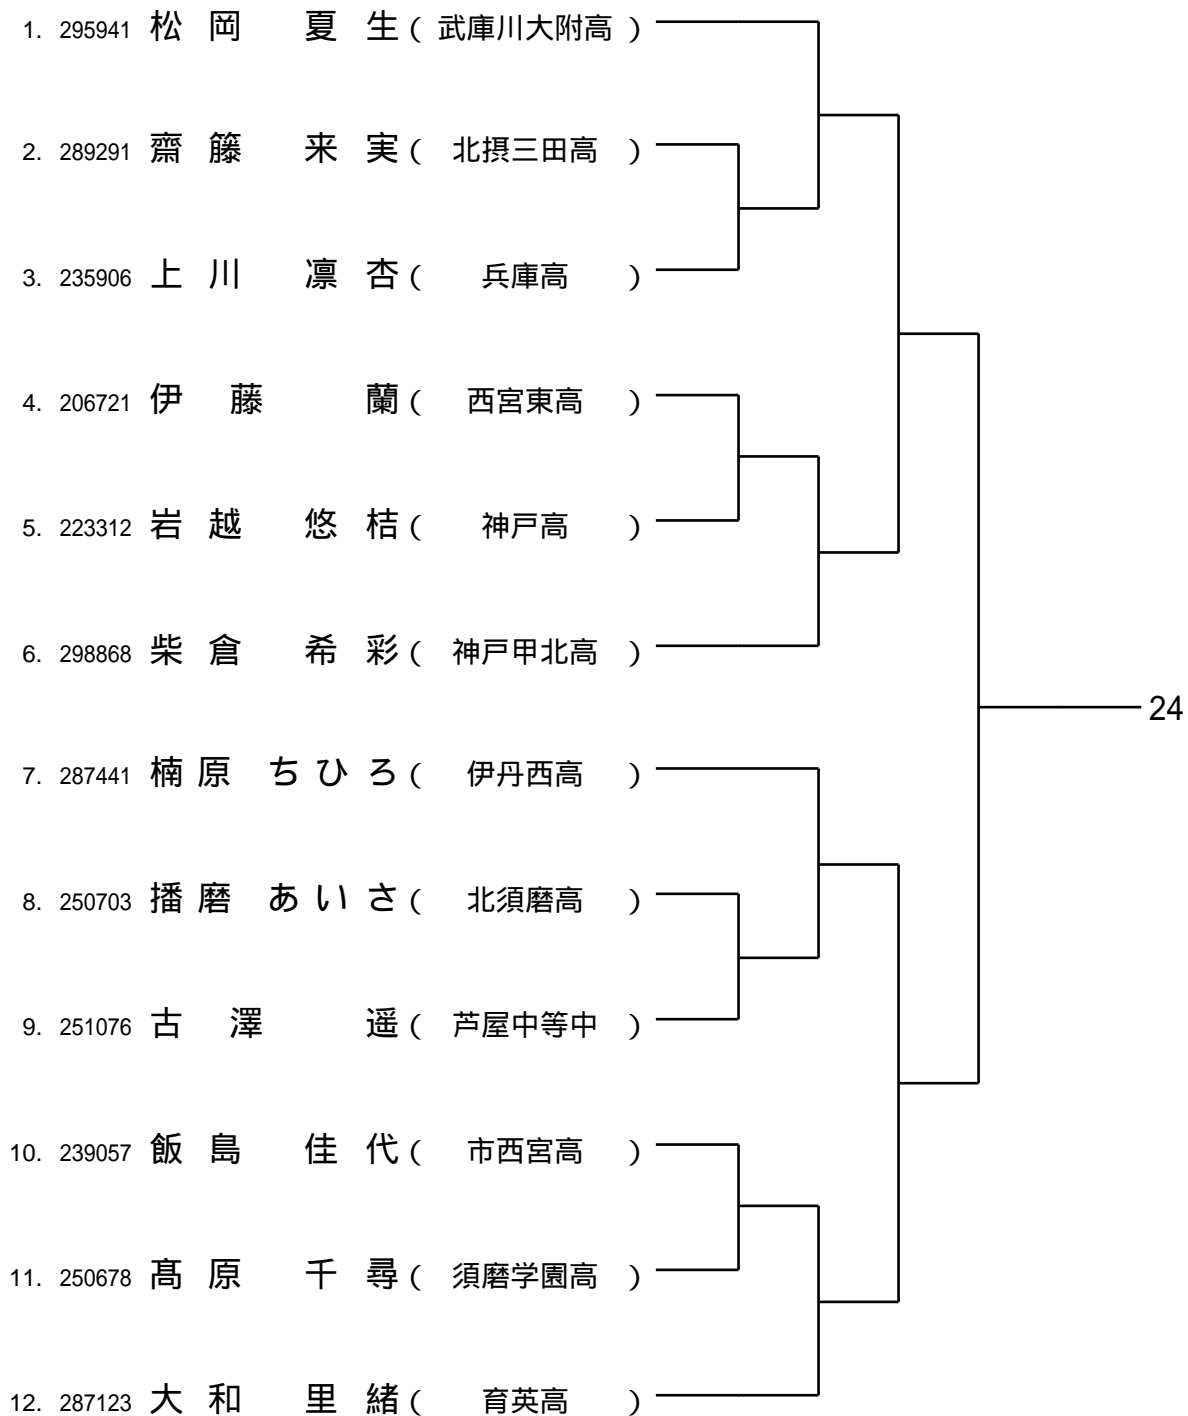 1. 295941 松岡 夏生 ( 武庫川大附高 )
2. 289291 齋籐 来実 ( 北摂三田高 )
3. 235906 上川 凛杏 ( 兵庫高 )
4. 206721 伊藤 蘭 ( 西宮東高 )
5. 223312 岩越 悠桔 ( 神戸高 )
6. 298868 柴倉 希彩 ( 神戸甲北高 )
24
7. 287441 楠原 ちひろ ( 伊丹西高 )
8. 250703 播磨 あいさ ( 北須磨高 )
9. 251076 古澤 遥 ( 芦屋中等中 )
10. 239057 飯島 佳代 ( 市西宮高 )
11. 250678 髙原 千尋 ( 須磨学園高 )
12. 287123 大和 里緒 ( 育英高 )